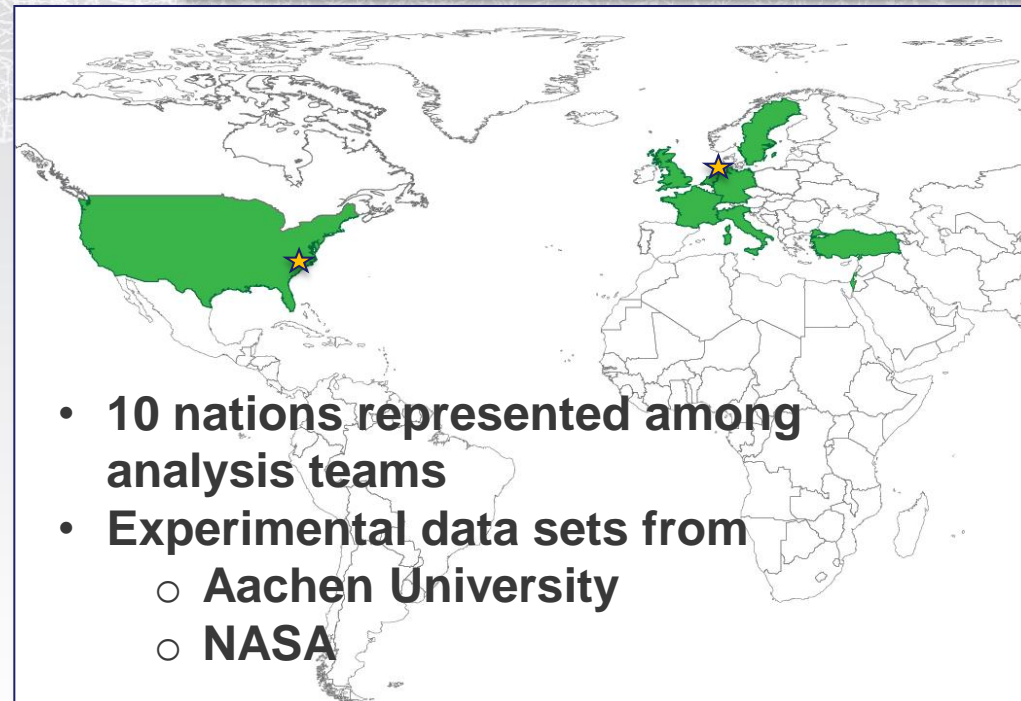 • 10 nations represented among
analysis teams
• Experimental data sets from
○ Aachen University
○ NASA